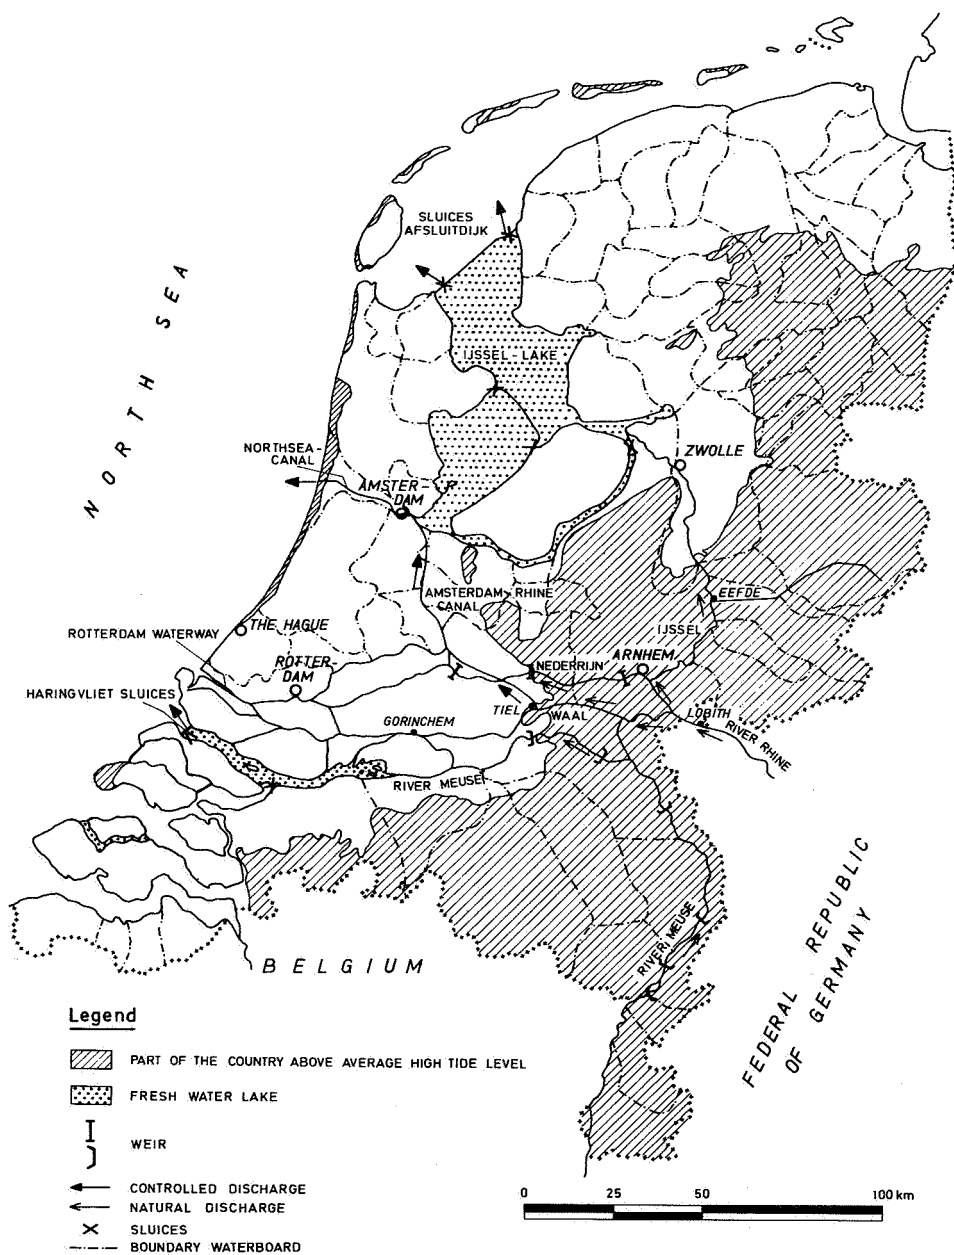 SLUICES
AFSLUITDIJK
NORTH SEA
IJSSEL-LAKE
NORTHSEA-
CANAL
AMSTER-
DAM
ZWOLLE
AMSTERDAM-RHINE
CANAL
EEFDE
IJSSEL
THE HAGUE
ROTTERDAM WATERWAY
ROTTER-
DAM
NEDERRIJN
ARNHEM
HARINGVLIET SLUICES
TIEL
WAAL
LOBITH
RIVER RHINE
GORINCHEM
RIVER MEUSE
RIVER MEUSE
BELGIUM
FEDERAL REPUBLIC
OF GERMANY
Legend
PART OF THE COUNTRY ABOVE AVERAGE HIGH TIDE LEVEL
FRESH WATER LAKE
WEIR
CONTROLLED DISCHARGE
NATURAL DISCHARGE
SLUICES
BOUNDARY WATERBOARD
0 25 50 100 km